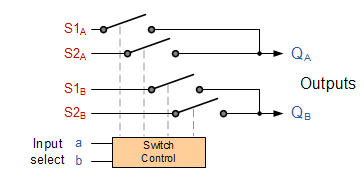 S1A
S2A
QA
S1B
Outputs
S2B
QB
Input a
select b
Switch
Control